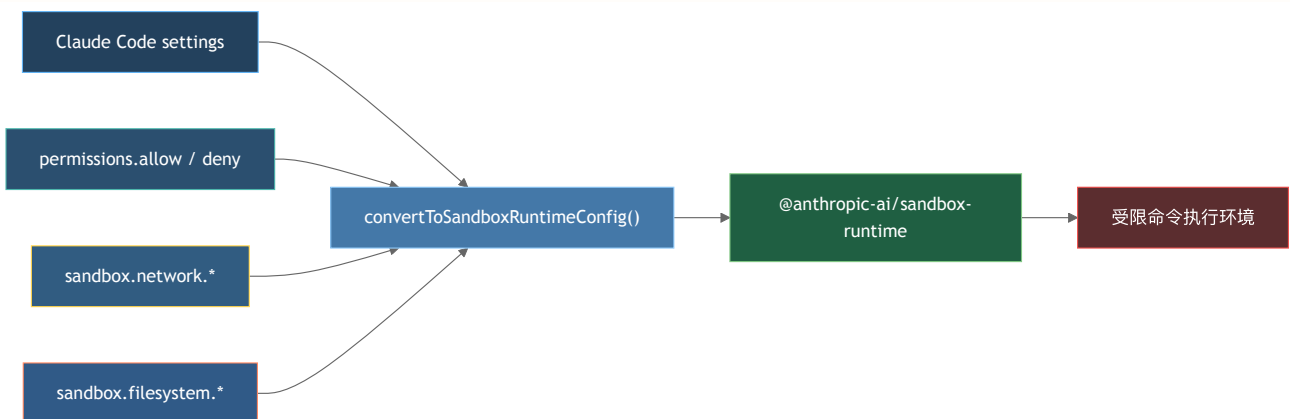 Claude Code settings
permissions.allow / deny
sandbox.network.*
sandbox.filesystem.*
convertToSandboxRuntimeConfig()
@anthropic-ai/sandbox-
runtime
受限命令执行环境